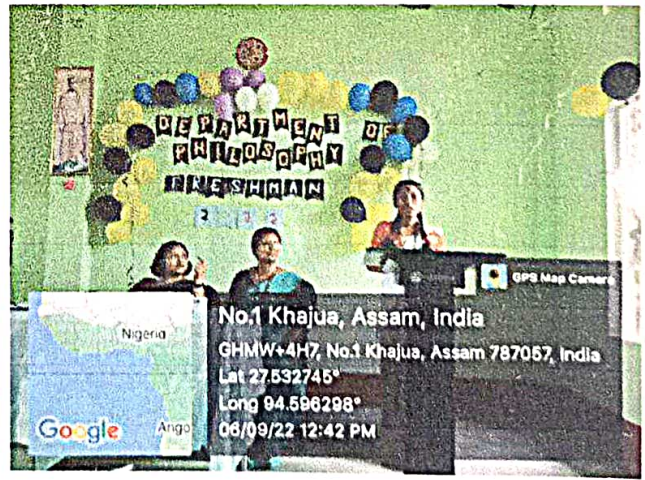 DEPARTMENT OF
PHILOSOPHY
FRESHMAN
2022
GPS Map Camera
Nigeria
No.1 Khajua, Assam, India
GHMW+4H7, No.1 Khajua, Assam 787057, India
Lat 27.532745°
Long 94.596298°
06/09/22 12:42 PM
Google
Ango